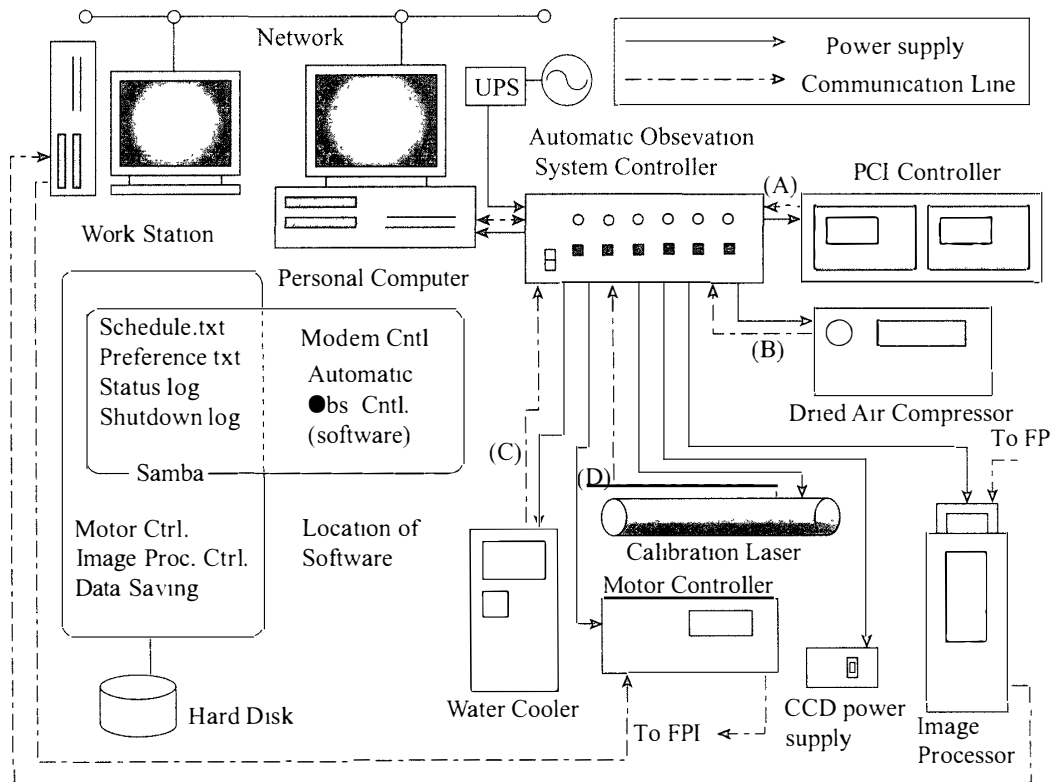 Network
Power supply
Communication Line
UPS
Automatic Obsevation
System Controller
(A)
PCI Controller
Work Station
Personal Computer
Schedule.txt
Preference txt
Status log
Shutdown log
Modem Cntl
Automatic
●bs Cntl.
(software)
Samba
(B)
Dried Air Compressor
To FP
(C)
(D)
Calibration Laser
Motor Ctrl.
Image Proc. Ctrl.
Data Saving
Location of
Software
Motor Controller
Hard Disk
Water Cooler
To FPI
CCD power
supply
Image
Processor